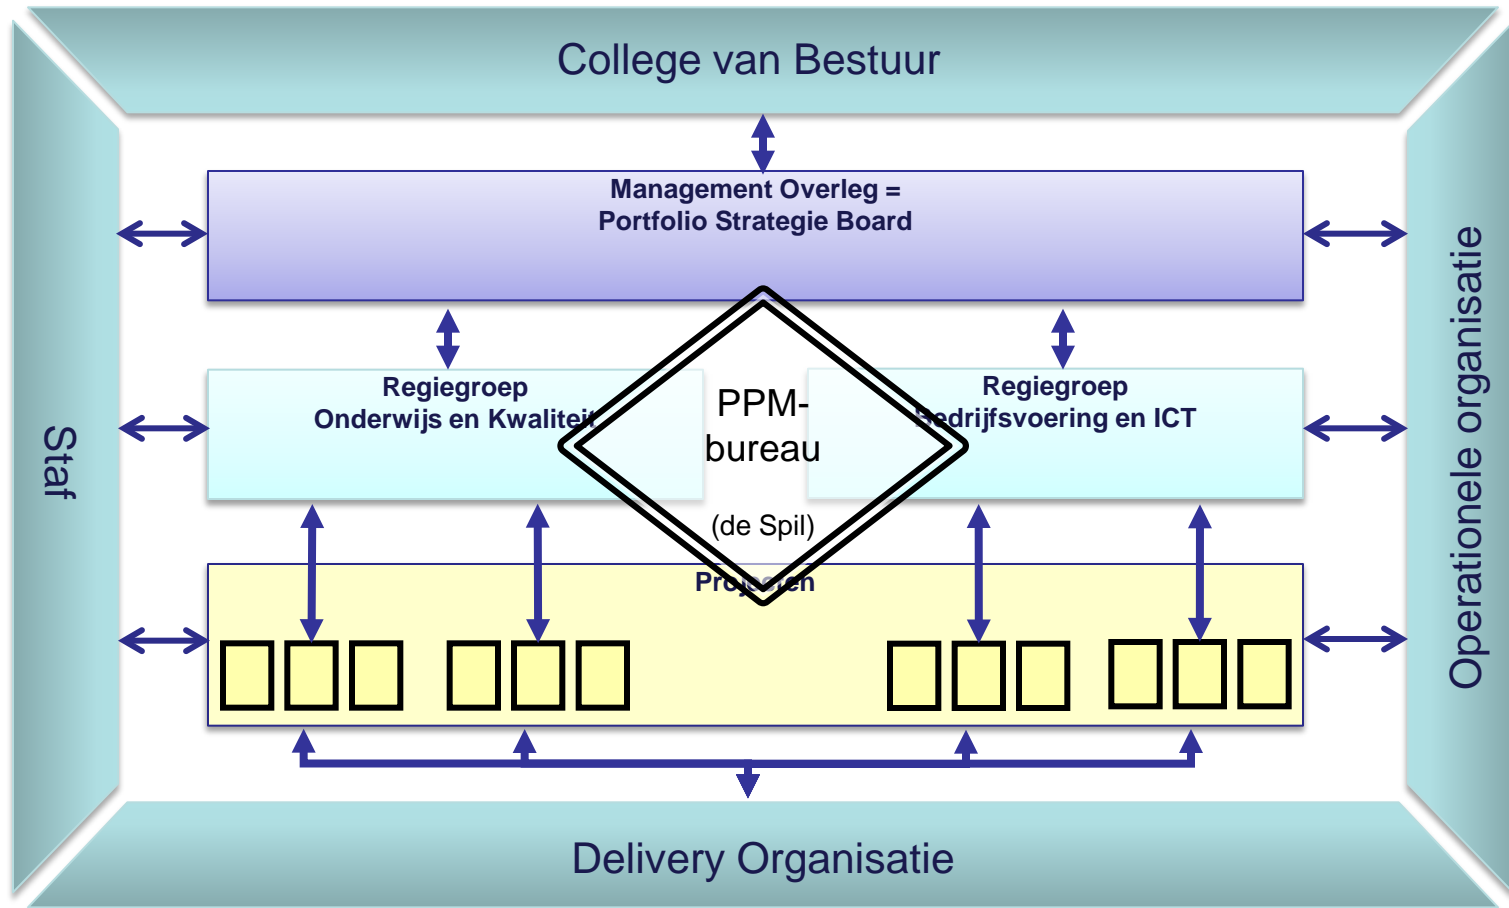 College van Bestuur
Management Overleg =
Portfolio Strategie Board
Regiegroep
Onderwijs en Kwaliteit
PPM-
bureau
(de Spil)
Regiegroep
Bedrijfsvoering en ICT
Projecten
Staf
Operationele organisatie
Delivery Organisatie